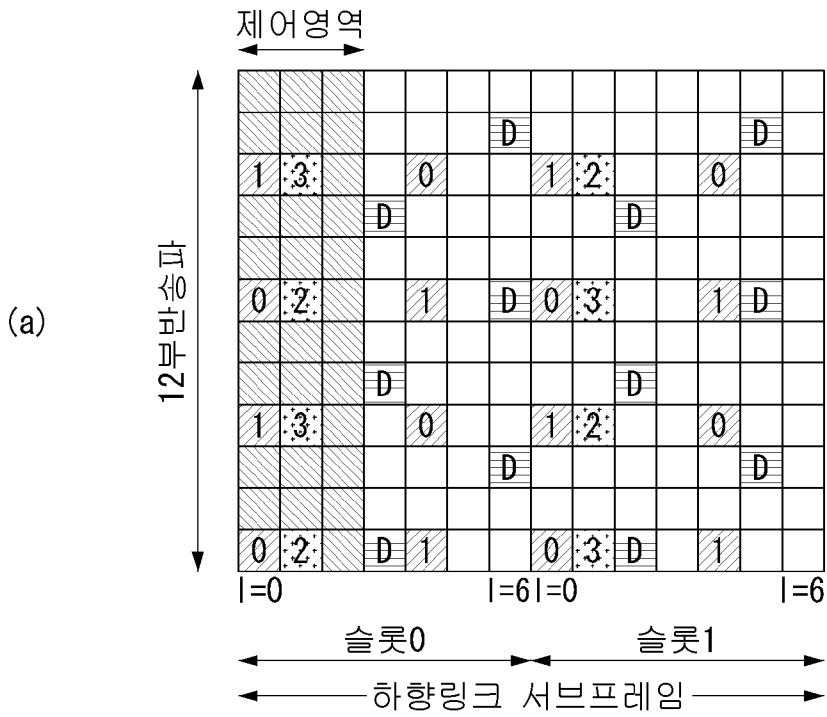 제어영역
D D
1 3 0 1 2 0
D D
(a)
12부반송파
0 2 1 D 0 3 1 D
D D
1 3 0 1 2 0
D D
0 2 D 1 0 3 D 1
l=0 l=6 l=0 l=6
슬롯0 슬롯1
하향링크 서브프레임